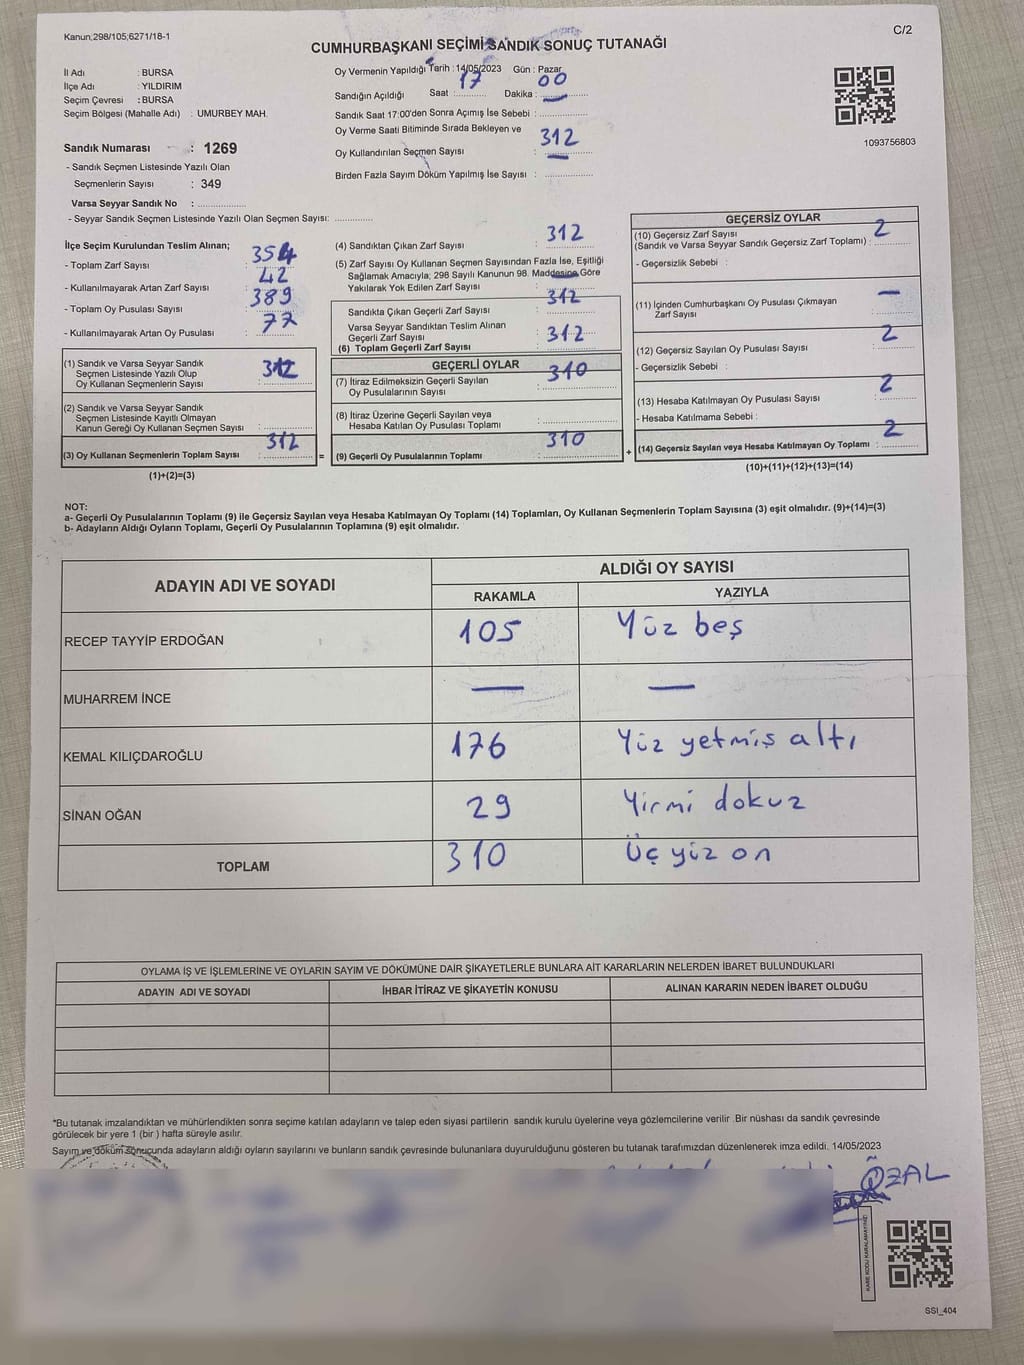 Kanun;298/105;6271/18-1
C/2
CUMHURBAŞKANI SEÇİMİ SANDIK SONUÇ TUTANAĞI
İl Adı : BURSA
İlçe Adı : YILDIRIM
Seçim Çevresi : BURSA
Seçim Bölgesi (Mahalle Adı) : UMURBEY MAH.
Oy Vermenin Yapıldığı Tarih : 14/05/2023 Gün : Pazar
Sandığın Açıldığı Saat : 17 Dakika : 00
Sandık Saat 17:00'den Sonra Açımış İse Sebebi : —
Oy Verme Saati Bitiminde Sırada Bekleyen ve
Oy Kullandırılan Seçmen Sayısı : 312
Birden Fazla Sayım Döküm Yapılmış İse Sayısı : —
1093756803
Sandık Numarası : 1269
- Sandık Seçmen Listesinde Yazılı Olan
Seçmenlerin Sayısı : 349
Varsa Seyyar Sandık No :
- Seyyar Sandık Seçmen Listesinde Yazılı Olan Seçmen Sayısı:
İlçe Seçim Kurulundan Teslim Alınan;
- Toplam Zarf Sayısı : 354
- Kullanılmayarak Artan Zarf Sayısı : 42
- Toplam Oy Pusulası Sayısı : 389
- Kullanılmayarak Artan Oy Pusulası : 77
(1) Sandık ve Varsa Seyyar Sandık
Seçmen Listesinde Yazılı Olup
Oy Kullanan Seçmenlerin Sayısı : 312
(2) Sandık ve Varsa Seyyar Sandık
Seçmen Listesinde Kayıtlı Olmayan
Kanun Gereği Oy Kullanan Seçmen Sayısı :
(3) Oy Kullanan Seçmenlerin Toplam Sayısı : 312
(1)+(2)=(3)
=
(4) Sandıktan Çıkan Zarf Sayısı : 312
(5) Zarf Sayısı Oy Kullanan Seçmen Sayısından Fazla İse, Eşitliği
Sağlamak Amacıyla; 298 Sayılı Kanunun 98. Maddesine Göre
Yakılarak Yok Edilen Zarf Sayısı : —
Sandıkta Çıkan Geçerli Zarf Sayısı : 312
Varsa Seyyar Sandıktan Teslim Alınan
Geçerli Zarf Sayısı :
(6) Toplam Geçerli Zarf Sayısı : 312
GEÇERLİ OYLAR
(7) İtiraz Edilmeksizin Geçerli Sayılan
Oy Pusulalarının Sayısı : 310
(8) İtiraz Üzerine Geçerli Sayılan veya
Hesaba Katılan Oy Pusulası Toplamı :
(9) Geçerli Oy Pusulalarının Toplamı : 310
+
GEÇERSİZ OYLAR
(10) Geçersiz Zarf Sayısı
(Sandık ve Varsa Seyyar Sandık Geçersiz Zarf Toplamı) : 2
- Geçersizlik Sebebi :
(11) İçinden Cumhurbaşkanı Oy Pusulası Çıkmayan
Zarf Sayısı : —
(12) Geçersiz Sayılan Oy Pusulası Sayısı : 2
- Geçersizlik Sebebi :
(13) Hesaba Katılmayan Oy Pusulası Sayısı : 2
- Hesaba Katılmama Sebebi :
(14) Geçersiz Sayılan veya Hesaba Katılmayan Oy Toplamı : 2
(10)+(11)+(12)+(13)=(14)
NOT:
a- Geçerli Oy Pusulalarının Toplamı (9) ile Geçersiz Sayılan veya Hesaba Katılmayan Oy Toplamı (14) Toplamları, Oy Kullanan Seçmenlerin Toplam Sayısına (3) eşit olmalıdır. (9)+(14)=(3)
b- Adayların Aldığı Oyların Toplamı, Geçerli Oy Pusulalarının Toplamına (9) eşit olmalıdır.
ADAYIN ADI VE SOYADI
ALDIĞI OY SAYISI
RAKAMLA YAZIYLA
RECEP TAYYİP ERDOĞAN 105 Yüz beş
MUHARREM İNCE — —
KEMAL KILIÇDAROĞLU 176 Yüz yetmiş altı
SİNAN OĞAN 29 Yirmi dokuz
TOPLAM 310 Üç yüz on
OYLAMA İŞ VE İŞLEMLERİNE VE OYLARIN SAYIM VE DÖKÜMÜNE DAİR ŞİKAYETLERLE BUNLARA AİT KARARLARIN NELERDEN İBARET BULUNDUKLARI
ADAYIN ADI VE SOYADI İHBAR İTİRAZ VE ŞİKAYETİN KONUSU ALINAN KARARIN NEDEN İBARET OLDUĞU
*Bu tutanak imzalandıktan ve mühürlendikten sonra seçime katılan adayların ve talep eden siyasi partilerin sandık kurulu üyelerine veya gözlemcilerine verilir .Bir nüshası da sandık çevresinde
görülecek bir yere 1 (bir ) hafta süreyle asılır.
Sayım ve döküm sonucunda adayların aldığı oyların sayılarını ve bunların sandık çevresinde bulunanlara duyurulduğunu gösteren bu tutanak tarafımızdan düzenlenerek imza edildi. 14/05/2023
ÖZAL
KARE KODU KARALAMAYINIZ
SSİ_404